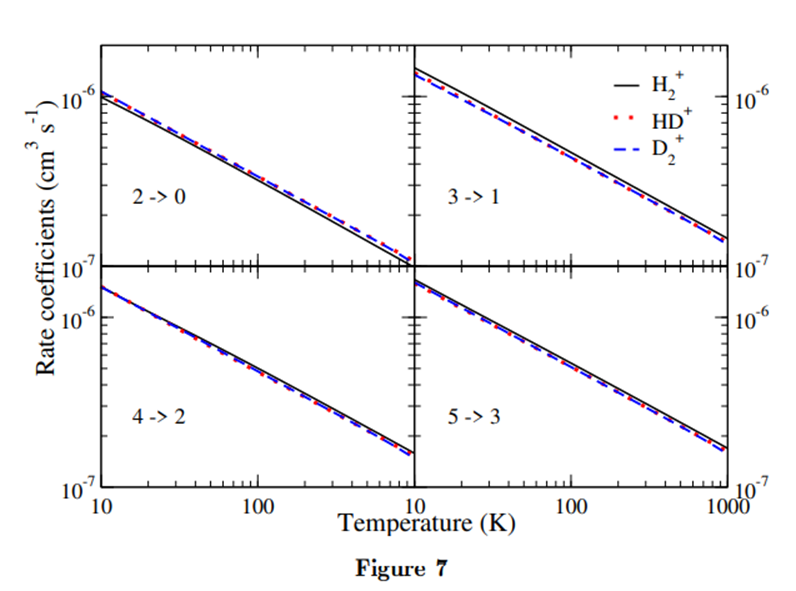 Rate coefficients (cm³ s⁻¹)
10⁻⁶
10⁻⁷
10⁻⁶
10⁻⁷
10⁻⁶
10⁻⁷
10⁻⁶
10⁻⁷
2 -> 0
3 -> 1
H₂⁺
HD⁺
D₂⁺
4 -> 2
5 -> 3
10
100
10
100
1000
Temperature (K)
Figure 7